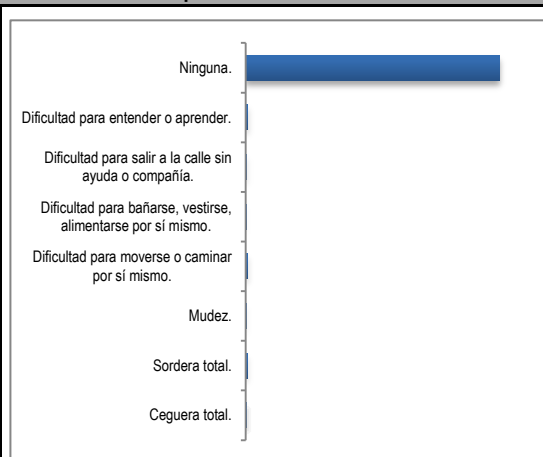 Ninguna.
Dificultad para entender o aprender.
Dificultad para salir a la calle sin
ayuda o compañía.
Dificultad para bañarse, vestirse,
alimentarse por sí mismo.
Dificultad para moverse o caminar
por sí mismo.
Mudez.
Sordera total.
Ceguera total.